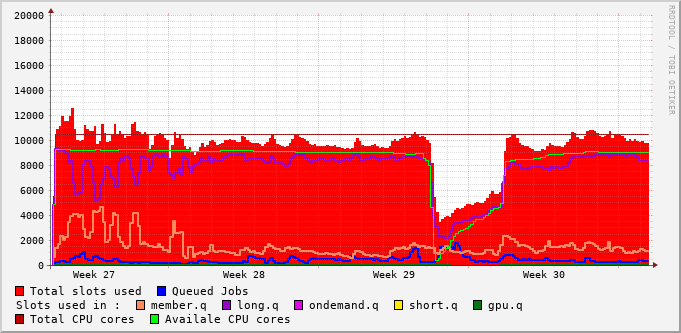 RRDTOOL / TOBI OETIKER
20000
18000
16000
14000
12000
10000
8000
6000
4000
2000
0
Week 27 Week 28 Week 29 Week 30
Total slots used Queued Jobs
Slots used in : member.q long.q ondemand.q short.q gpu.q
Total CPU cores Availale CPU cores